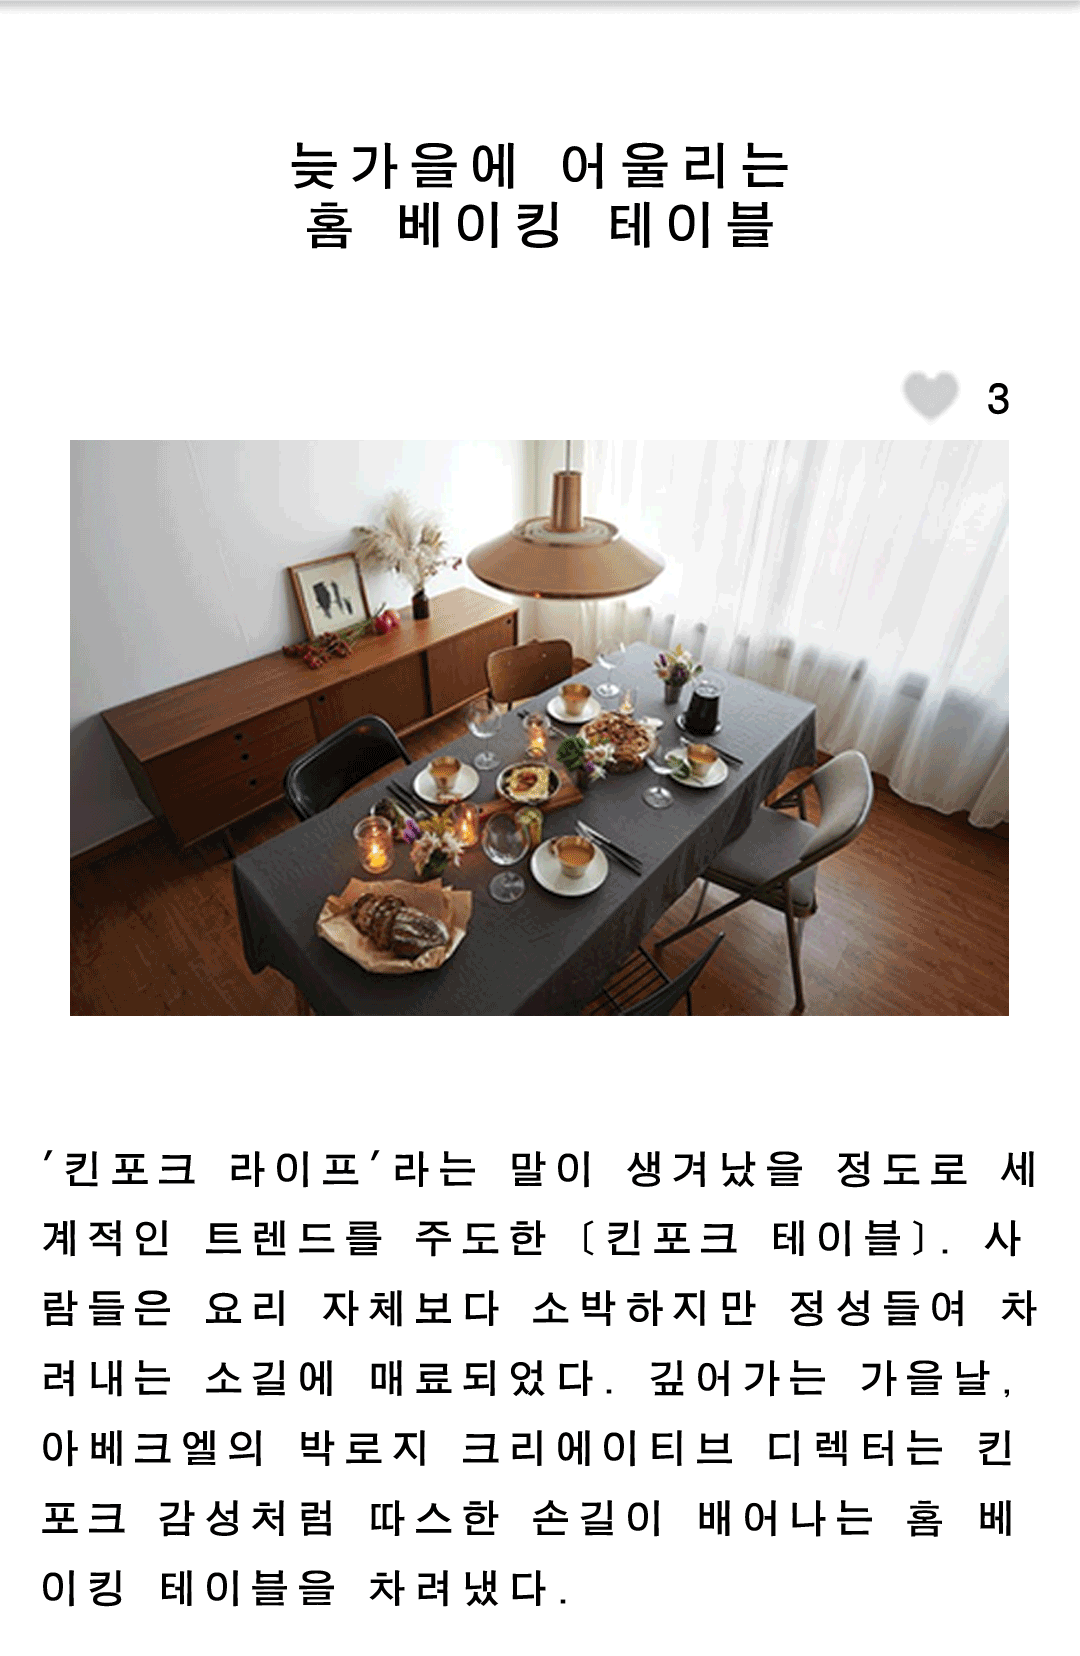 늦가을에 어울리는
홈 베이킹 테이블
3
'킨포크 라이프'라는 말이 생겨났을 정도로 세
계적인 트렌드를 주도한〔킨포크 테이블〕. 사
람들은 요리 자체보다 소박하지만 정성들여 차
려내는 소길에 매료되었다. 깊어가는 가을날,
아베크엘의 박로지 크리에이티브 디렉터는 킨
포크 감성처럼 따스한 손길이 배어나는 홈 베
이킹 테이블을 차려냈다.